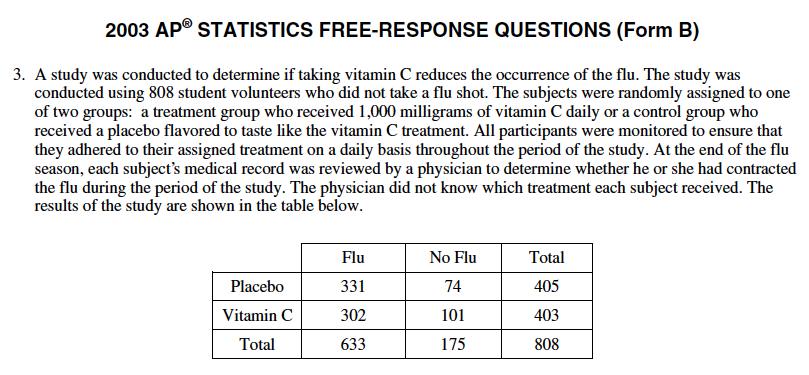 2003 AP® STATISTICS FREE-RESPONSE QUESTIONS (Form B)
3. A study was conducted to determine if taking vitamin C reduces the occurrence of the flu. The study was
conducted using 808 student volunteers who did not take a flu shot. The subjects were randomly assigned to one
of two groups: a treatment group who received 1,000 milligrams of vitamin C daily or a control group who
received a placebo flavored to taste like the vitamin C treatment. All participants were monitored to ensure that
they adhered to their assigned treatment on a daily basis throughout the period of the study. At the end of the flu
season, each subject's medical record was reviewed by a physician to determine whether he or she had contracted
the flu during the period of the study. The physician did not know which treatment each subject received. The
results of the study are shown in the table below.
Flu No Flu Total
Placebo 331 74 405
Vitamin C 302 101 403
Total 633 175 808